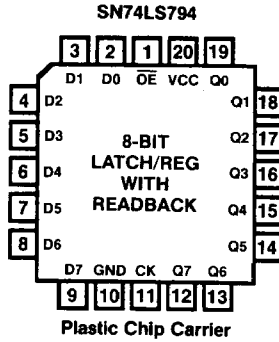 SN74LS794
3 2 1 20 19
D1 D0 OE VCC Q0
4 D2 Q1 18
5 D3 Q2 17
6 D4 Q3 16
7 D5 Q4 15
8 D6 Q5 14
8-BIT
LATCH/REG
WITH
READBACK
D7 GND CK Q7 Q6
9 10 11 12 13
Plastic Chip Carrier